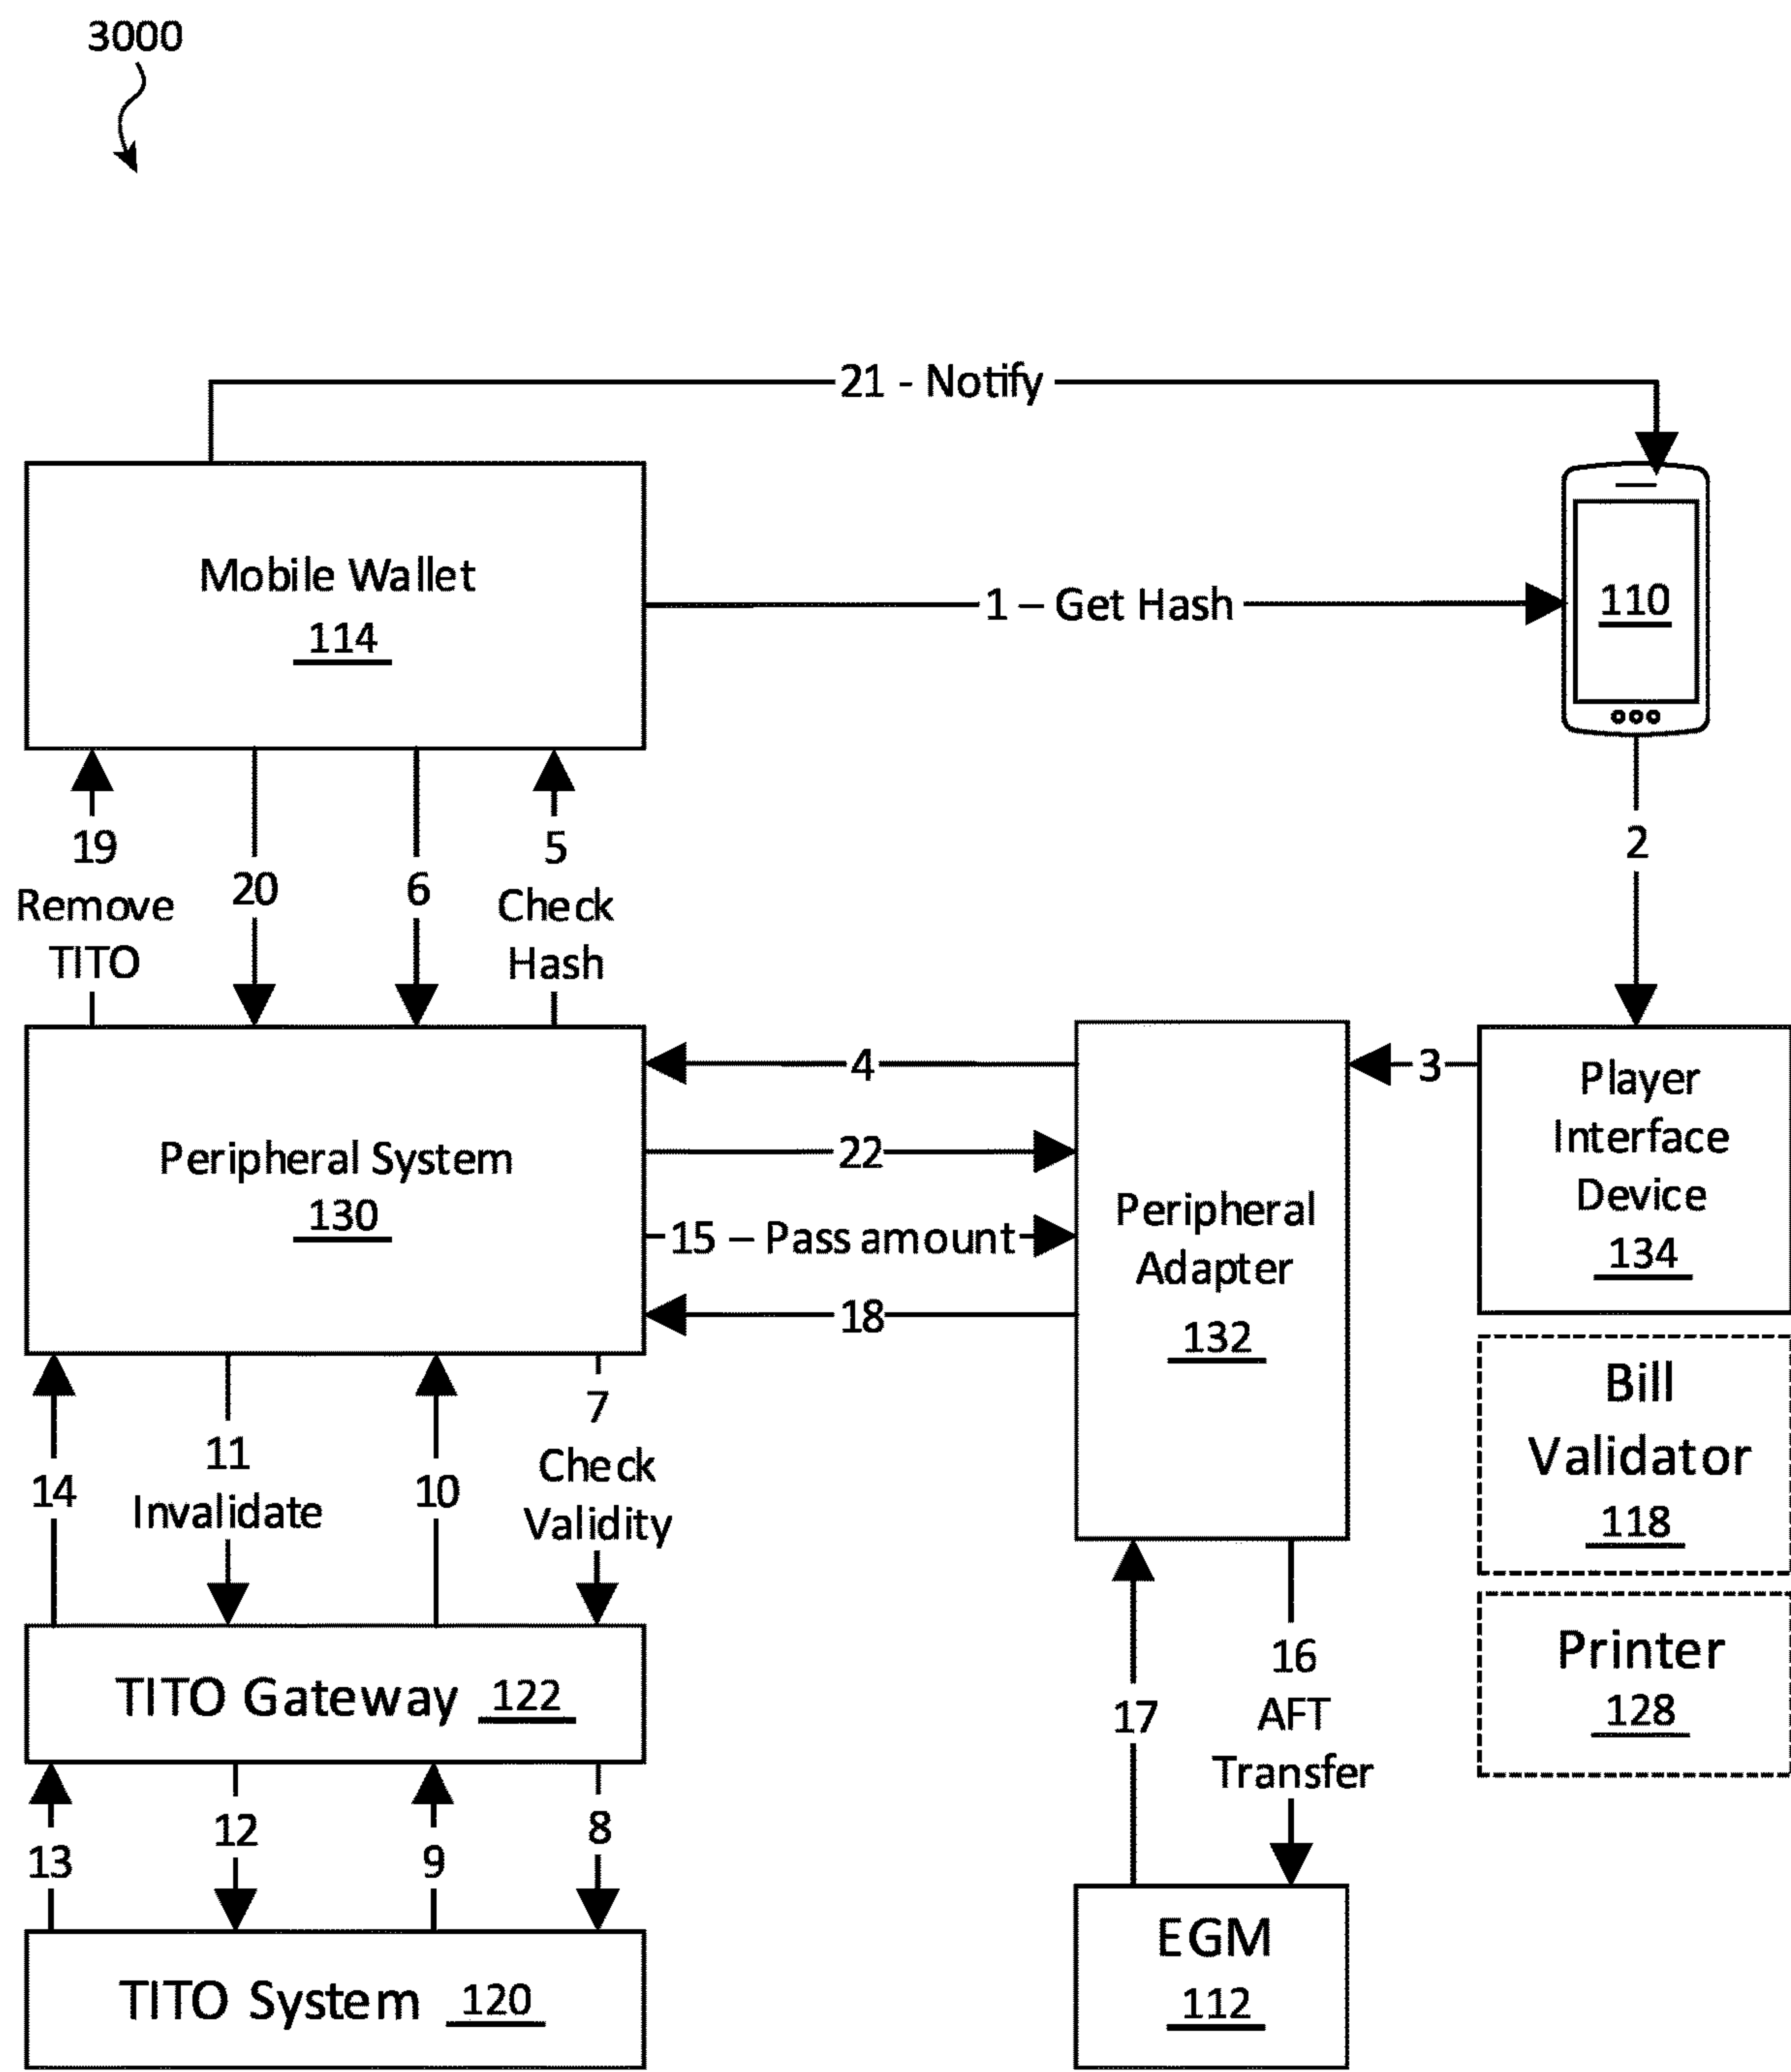 3000
21 - Notify
Mobile Wallet
114
1 – Get Hash
110
19
Remove
TITO
20
6
5
Check
Hash
2
Peripheral System
130
4
22
15 – Pass amount
18
Peripheral
Adapter
132
3
Player
Interface
Device
134
Bill
Validator
118
Printer
128
14
11
Invalidate
10
7
Check
Validity
TITO Gateway 122
17
16
AFT
Transfer
13
12
9
8
TITO System 120
EGM
112